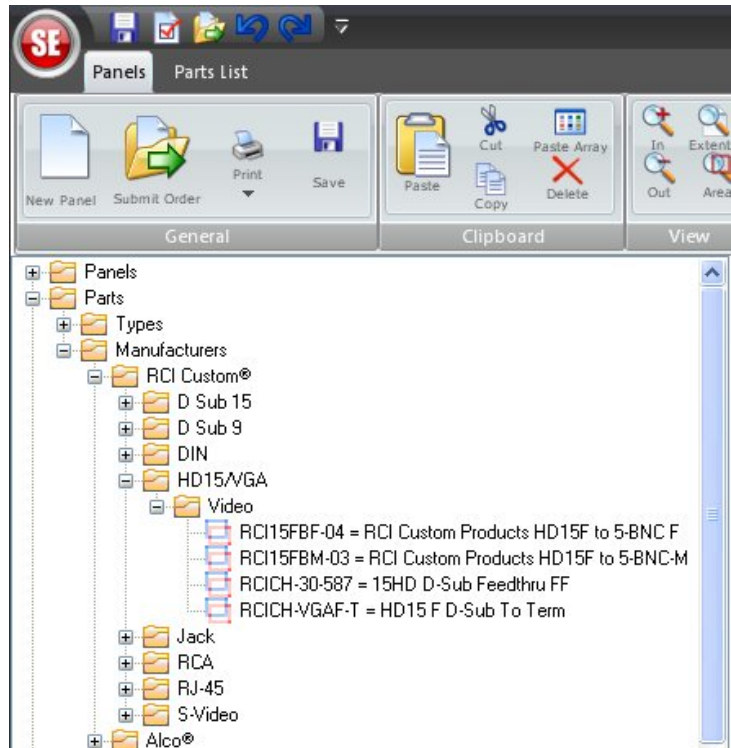 SE
Panels Parts List
New Panel Submit Order Print Save
Paste Cut Copy Paste Array Delete
In Out Extent Area
General Clipboard View
Panels
Parts
Types
Manufacturers
RCI Custom®
D Sub 15
D Sub 9
DIN
HD15/VGA
Video
RCI15FBF-04 = RCI Custom Products HD15F to 5-BNC F
RCI15FBM-03 = RCI Custom Products HD15F to 5-BNC-M
RCICH-30-587 = 15HD D-Sub Feedthru FF
RCICH-VGAF-T = HD15 F D-Sub To Term
Jack
RCA
RJ-45
S-Video
Alco®